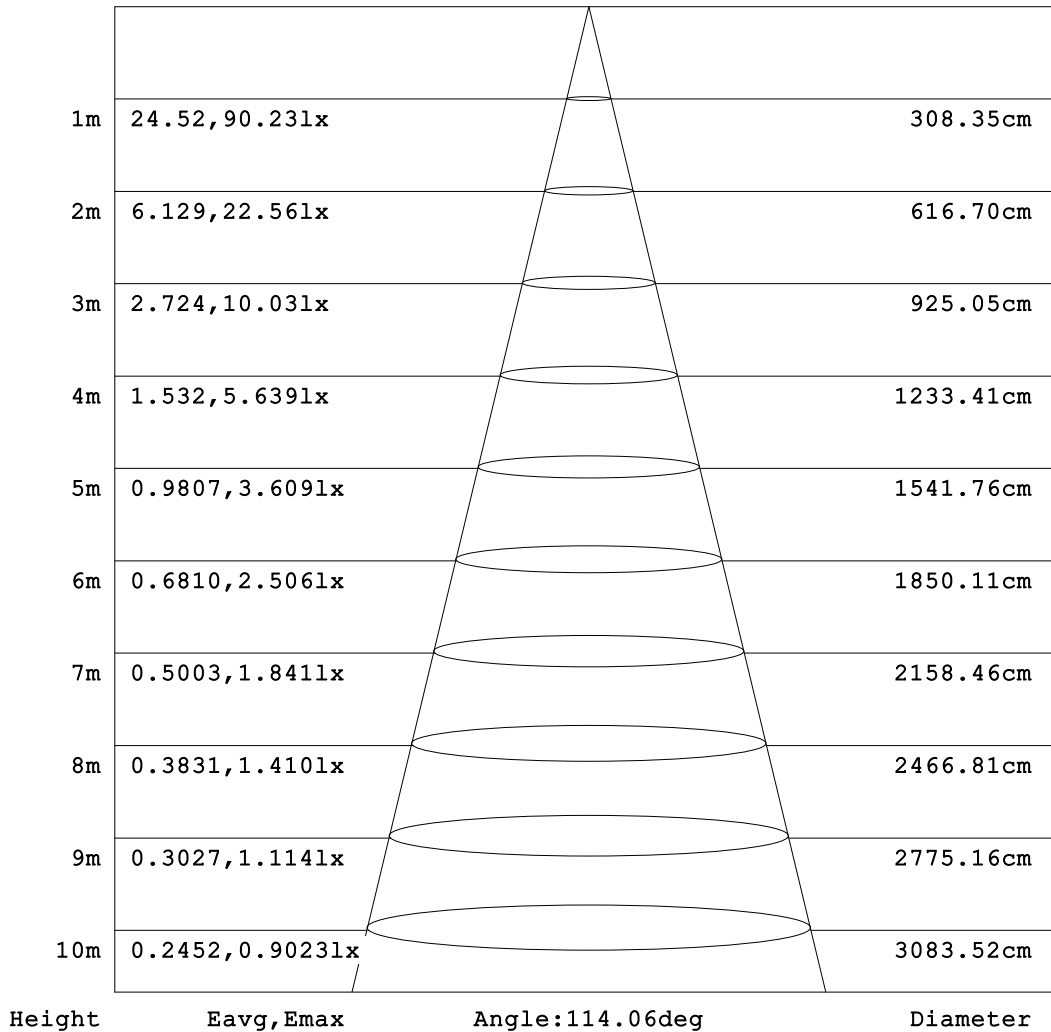 1m 24.52,90.23lx 308.35cm
2m 6.129,22.56lx 616.70cm
3m 2.724,10.03lx 925.05cm
4m 1.532,5.639lx 1233.41cm
5m 0.9807,3.609lx 1541.76cm
6m 0.6810,2.506lx 1850.11cm
7m 0.5003,1.841lx 2158.46cm
8m 0.3831,1.410lx 2466.81cm
9m 0.3027,1.114lx 2775.16cm
10m 0.2452,0.9023lx 3083.52cm
Height Eavg,Emax Angle:114.06deg Diameter